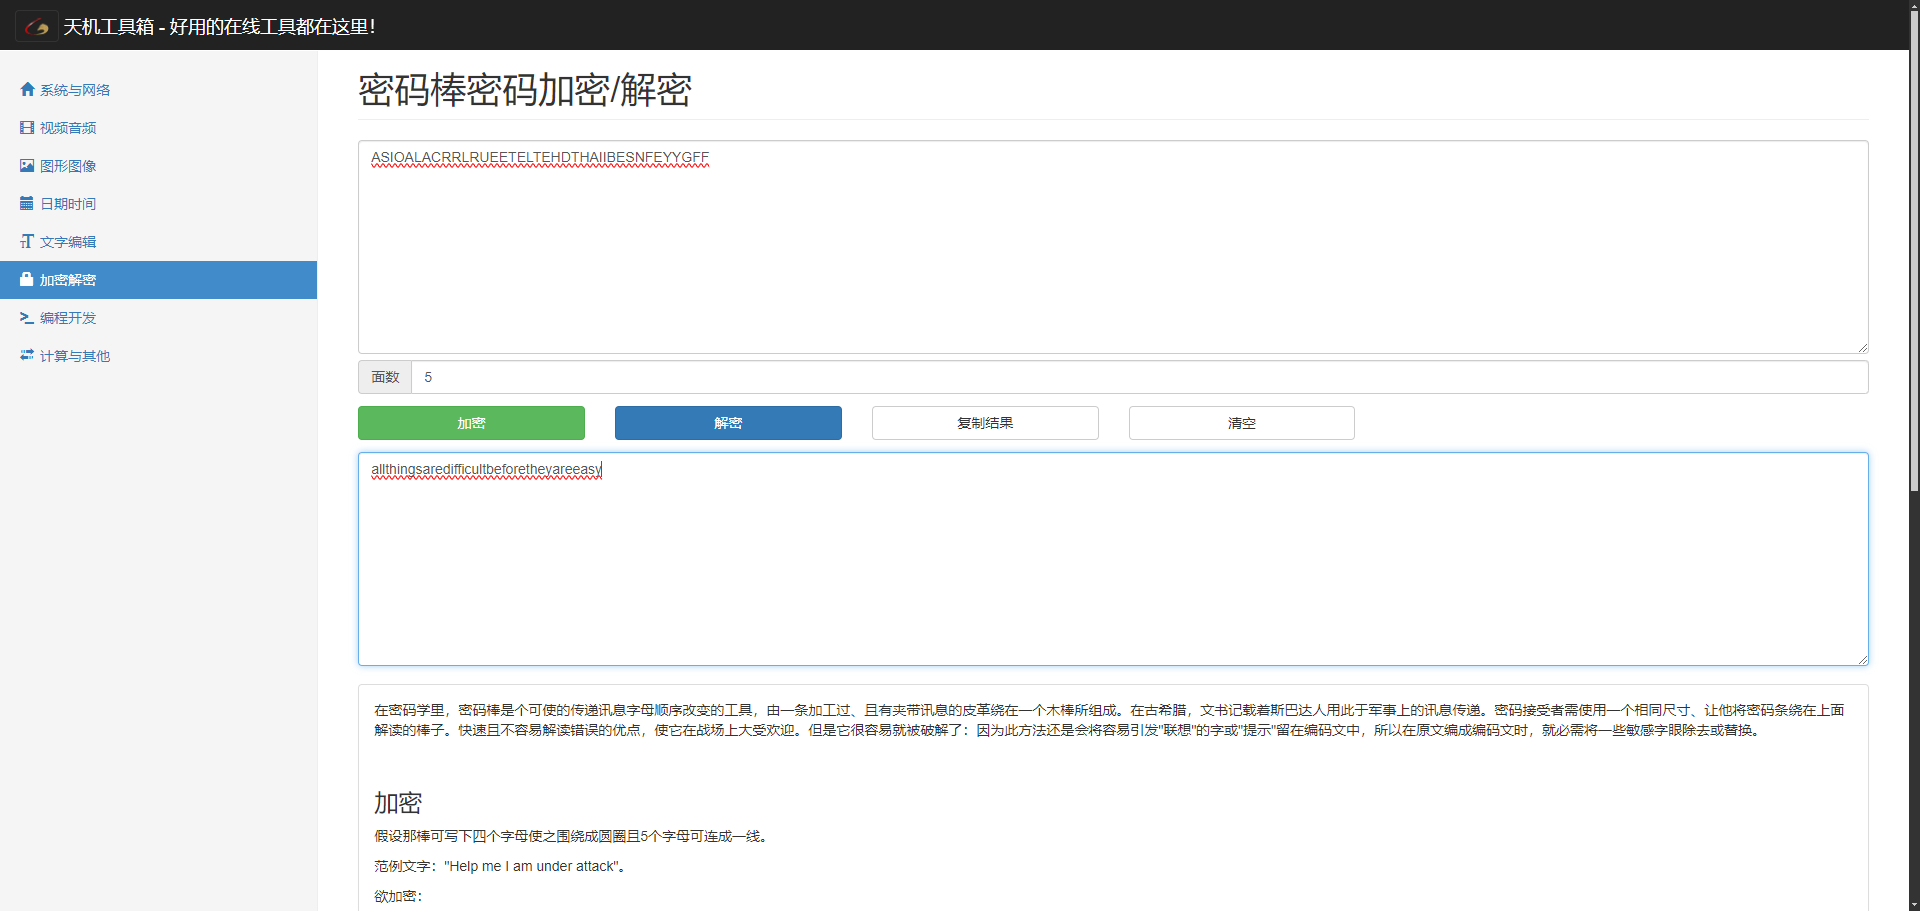 天机工具箱 - 好用的在线工具都在这里！
系统与网络
视频音频
图形图像
日期时间
文字编辑
加密解密
编程开发
计算与其他
密码棒密码加密/解密
ASIOALACRRLRUEETELTEHDTHAIIBESNFEYYGFF
面数 5
加密 解密 复制结果 清空
allthingsaredifficultbeforetheyareeasy
在密码学里，密码棒是个可使的传递讯息字母顺序改变的工具，由一条加工过、且有夹带讯息的皮革绕在一个木棒所组成。在古希腊，文书记载着斯巴达人用此于军事上的讯息传递。密码接受者需使用一个相同尺寸、让他将密码条绕在上面
解读的棒子。快速且不容易解读错误的优点，使它在战场上大受欢迎。但是它很容易就被破解了：因为此方法还是会将容易引发"联想"的字或"提示"留在编码文中，所以在原文编成编码文时，就必需将一些敏感字眼除去或替换。
加密
假设那棒可写下四个字母使之围绕成圆圈且5个字母可连成一线。
范例文字："Help me I am under attack"。
欲加密：